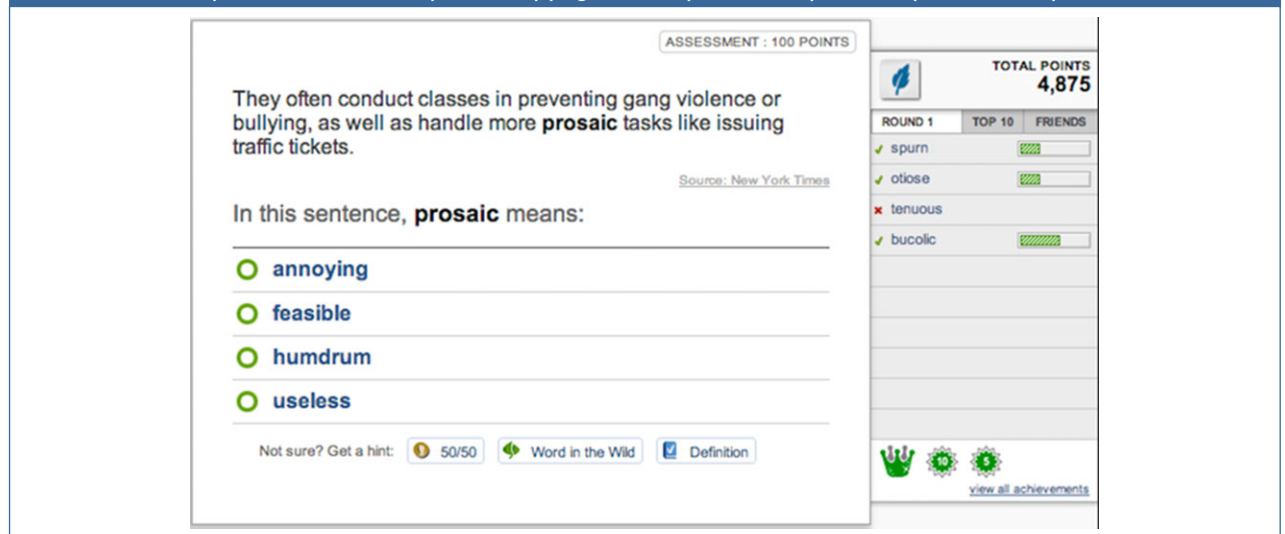 ASSESSMENT : 100 POINTS
They often conduct classes in preventing gang violence or
bullying, as well as handle more prosaic tasks like issuing
traffic tickets.
Source: New York Times
In this sentence, prosaic means:
annoying
feasible
humdrum
useless
Not sure? Get a hint: 50/50 Word in the Wild Definition
TOTAL POINTS
4,875
ROUND 1 TOP 10 FRIENDS
spurn
otiose
tenuous
bucolic
10 5
view all achievements